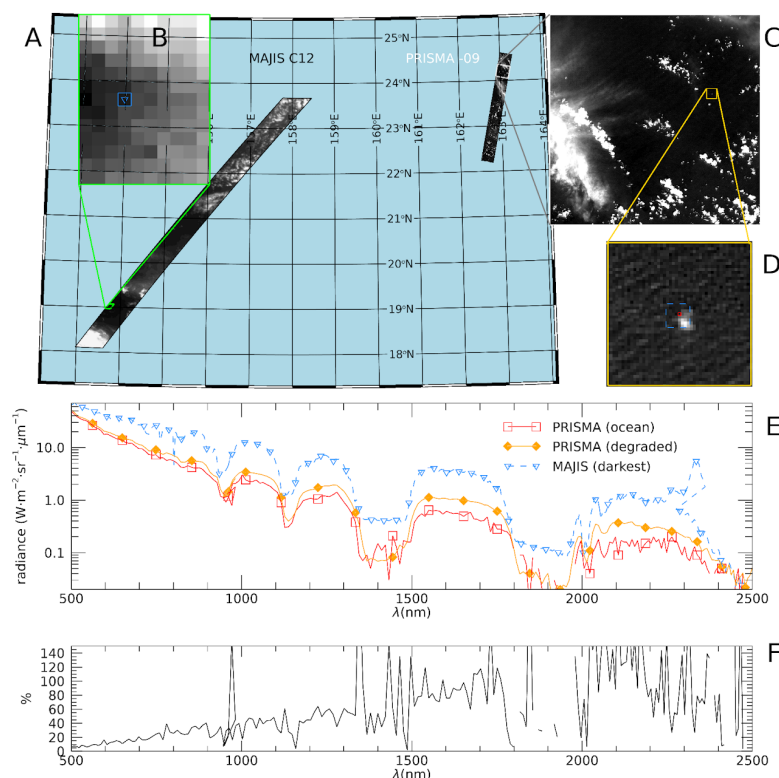 A
B
C
D
E
F
MAJIS C12
PRISMA -09
25°N
24°N
23°N
22°N
21°N
20°N
19°N
18°N
158°E
159°E
160°E
161°E
162°E
163°E
164°E
PRISMA (ocean)
PRISMA (degraded)
MAJIS (darkest)
radiance (W·m⁻²·sr⁻¹·μm⁻¹)
10.0
1.0
0.1
500
1000
1500
2000
2500
λ(nm)
%
140
120
100
80
60
40
20
0
500
1000
1500
2000
2500
λ(nm)